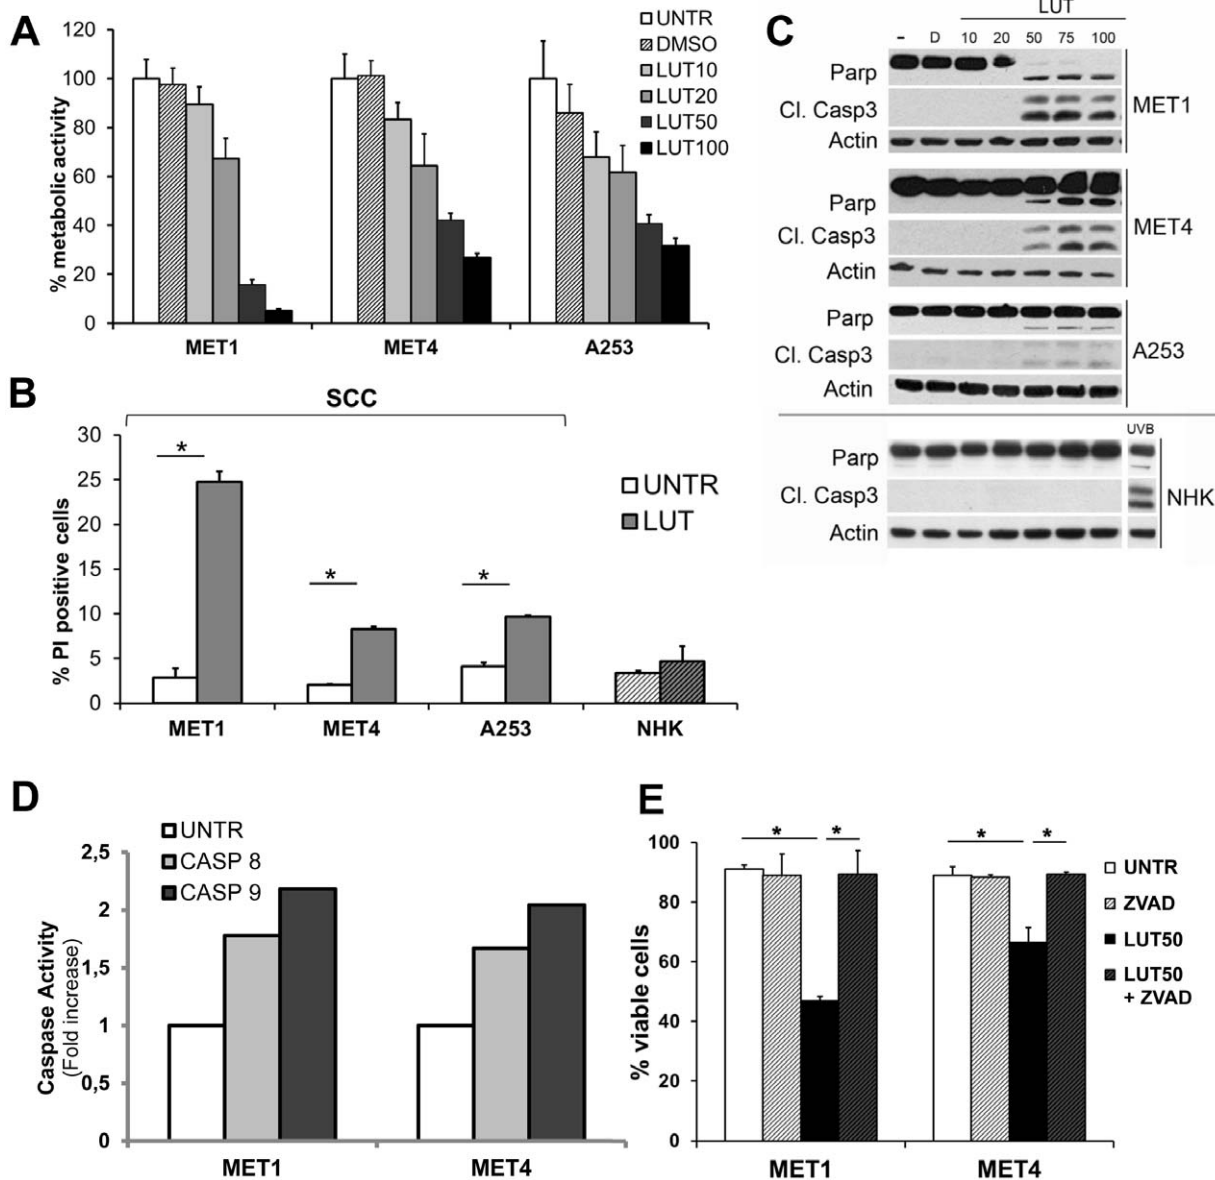 A
120
100
80
60
40
20
0
% metabolic activity
UNTR
DMSO
LUT10
LUT20
LUT50
LUT100
MET1 MET4 A253
B
SCC
30
25
20
15
10
5
0
% PI positive cells
* * *
UNTR
LUT
MET1 MET4 A253 NHK
C
LUT
– D 10 20 50 75 100
Parp
Cl. Casp3
Actin
MET1
Parp
Cl. Casp3
Actin
MET4
Parp
Cl. Casp3
Actin
A253
UVB
Parp
Cl. Casp3
Actin
NHK
D
UNTR
CASP 8
CASP 9
2,5
2
1,5
1
0,5
0
Caspase Activity
(Fold increase)
MET1 MET4
E
100
80
60
40
20
0
% viable cells
* * * *
UNTR
ZVAD
LUT50
LUT50
+ ZVAD
MET1 MET4